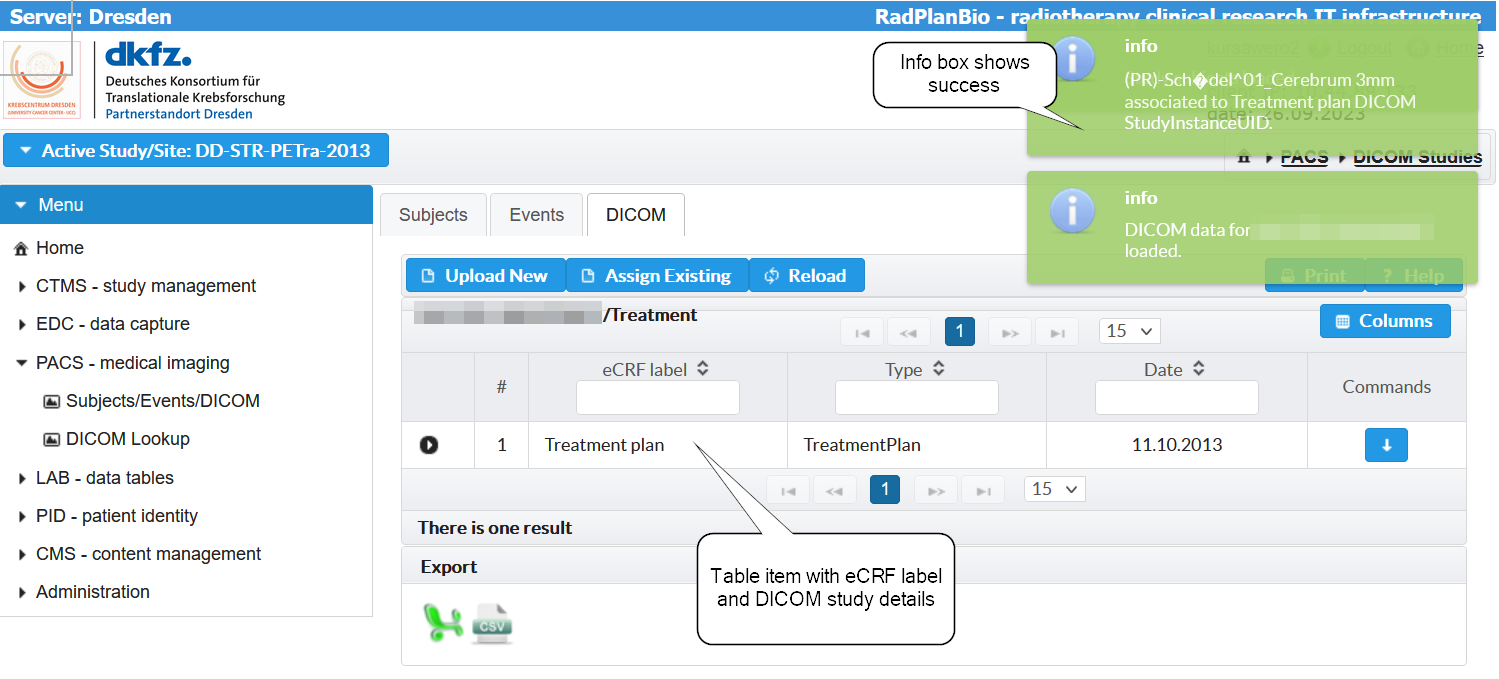 Server: Dresden
RadPlanBio - radiotherapy clinical research IT infrastructure
KREBSCENTRUM DRESDEN
(UNIVERSITY CANCER CENTER - UCC)
dkfz.
Deutsches Konsortium für
Translationale Krebsforschung
Partnerstandort Dresden
Info box shows
success
info
Logout
Home
(PR)-Sch�del^01_Cerebrum 3mm
associated to Treatment plan DICOM
StudyInstanceUID.
date: 26.09.2023
Active Study/Site: DD-STR-PETra-2013
PACS
DICOM Studies
Menu
Home
CTMS - study management
EDC - data capture
PACS - medical imaging
Subjects/Events/DICOM
DICOM Lookup
LAB - data tables
PID - patient identity
CMS - content management
Administration
Subjects
Events
DICOM
info
DICOM data for
loaded.
Upload New
Assign Existing
Reload
Print
? Help
/Treatment
1
15
Columns
#
eCRF label
Type
Date
Commands
1
Treatment plan
TreatmentPlan
11.10.2013
1
15
There is one result
Export
CSV
Table item with eCRF label
and DICOM study details